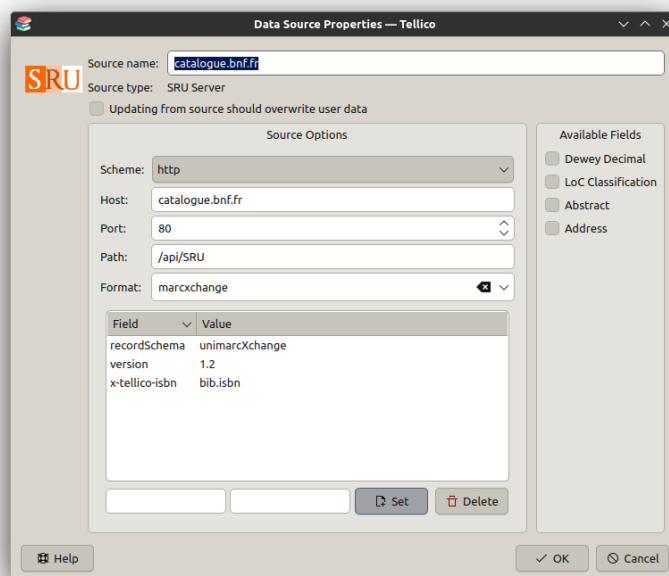 Data Source Properties — Tellico
SRU
Source name: catalogue.bnf.fr
Source type: SRU Server
Updating from source should overwrite user data
Source Options
Scheme: http
Host: catalogue.bnf.fr
Port: 80
Path: /api/SRU
Format: marcxchange
Field Value
recordSchema unimarcXchange
version 1.2
x-tellico-isbn bib.isbn
Set Delete
Available Fields
Dewey Decimal
LoC Classification
Abstract
Address
Help OK Cancel